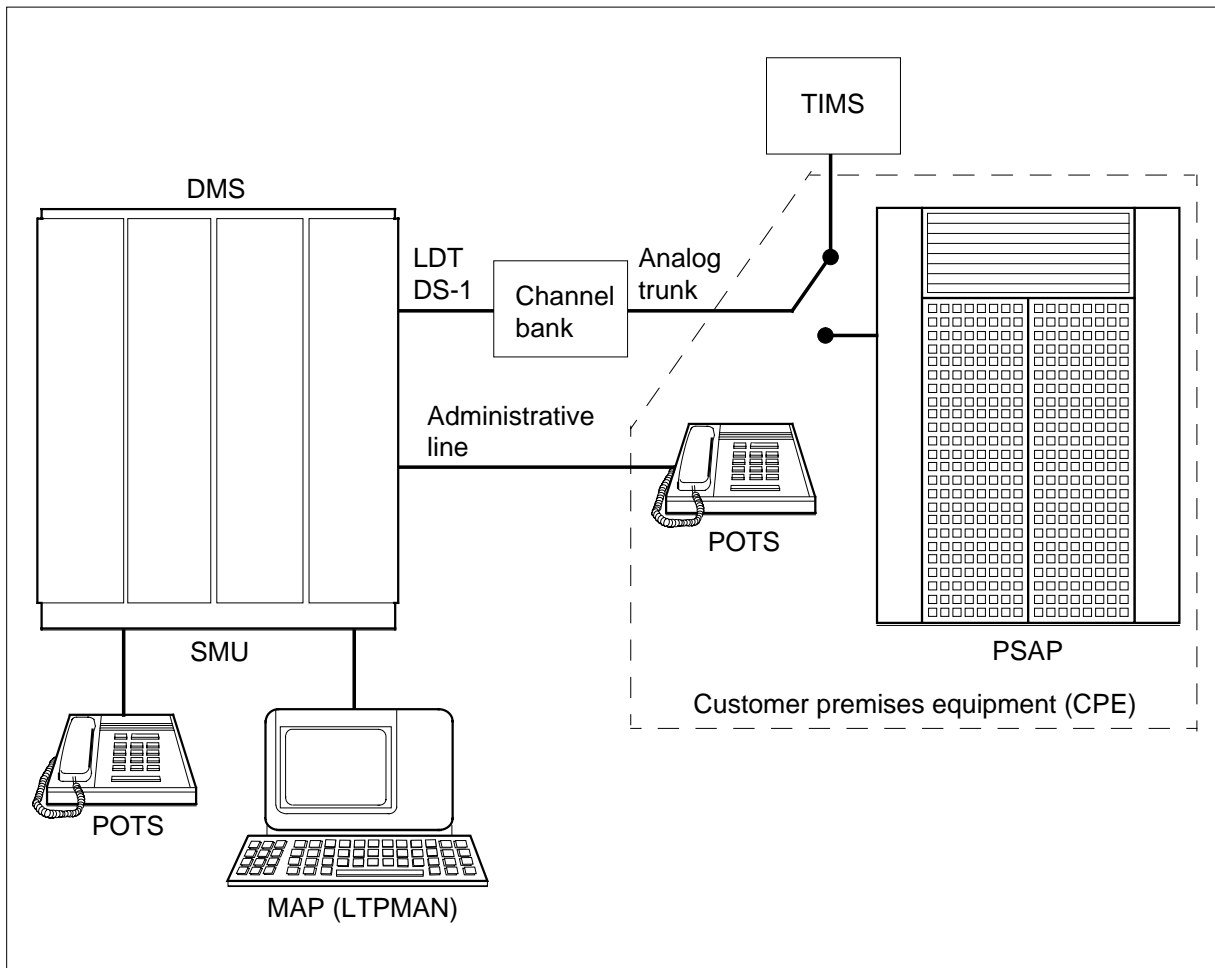 TIMS
DMS
LDT
DS-1
Channel
bank
Analog
trunk
Administrative
line
POTS
SMU
PSAP
Customer premises equipment (CPE)
POTS
MAP (LTPMAN)